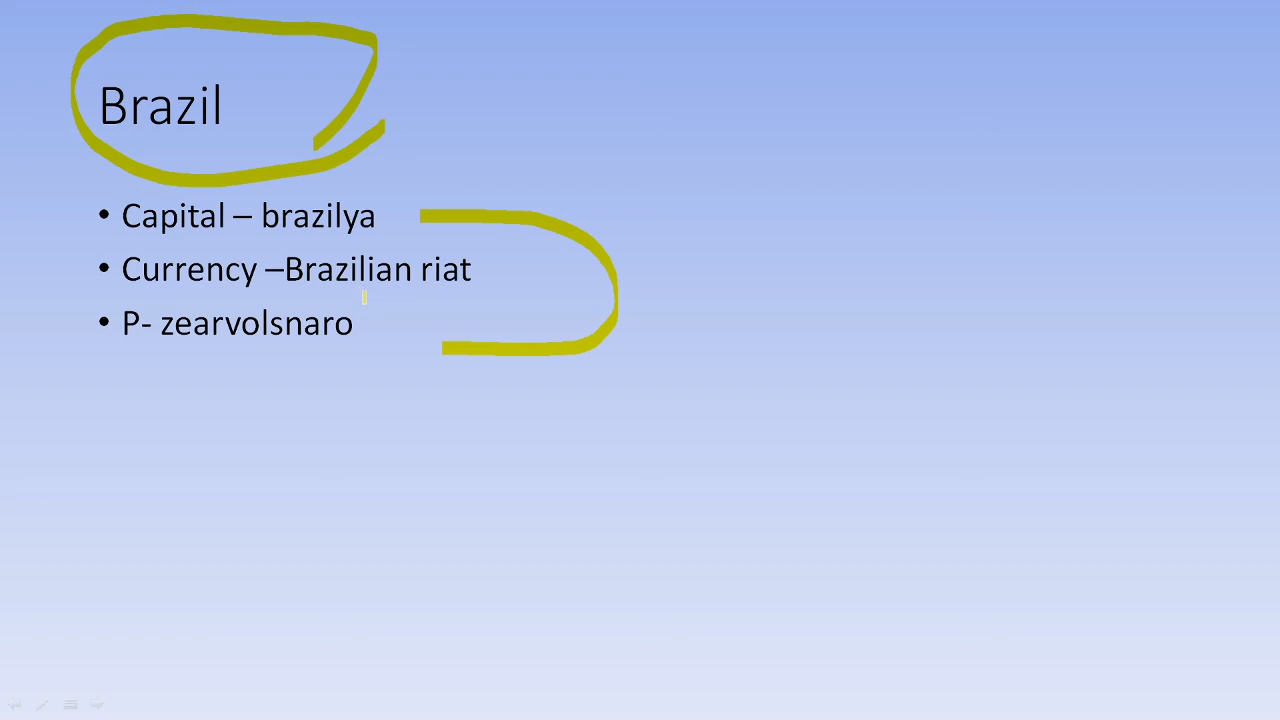 Brazil
• Capital – brazilya
• Currency –Brazilian riat
• P- zearvolsnaro